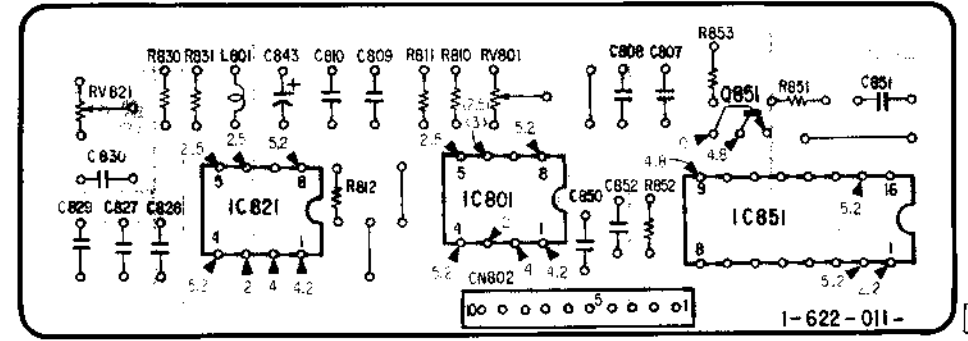 R853
R830 R831 L801 C843 C810 C809 R811 R810 RV801 C808 C807
RV821 + Q851 R851 C851
2.5 2.5 5.2 2.5 5.2 4.8
C830 4.8
5 8 R812 5 8 9 16
C829 C827 C828 IC821 IC801 C850 C852 R852 IC851 5.2
4 1 4 1 8 1
5.2 2 4 4.2 5.2 4 4.2 5.2 2.2
CN802
10 5 1
1-622-011-